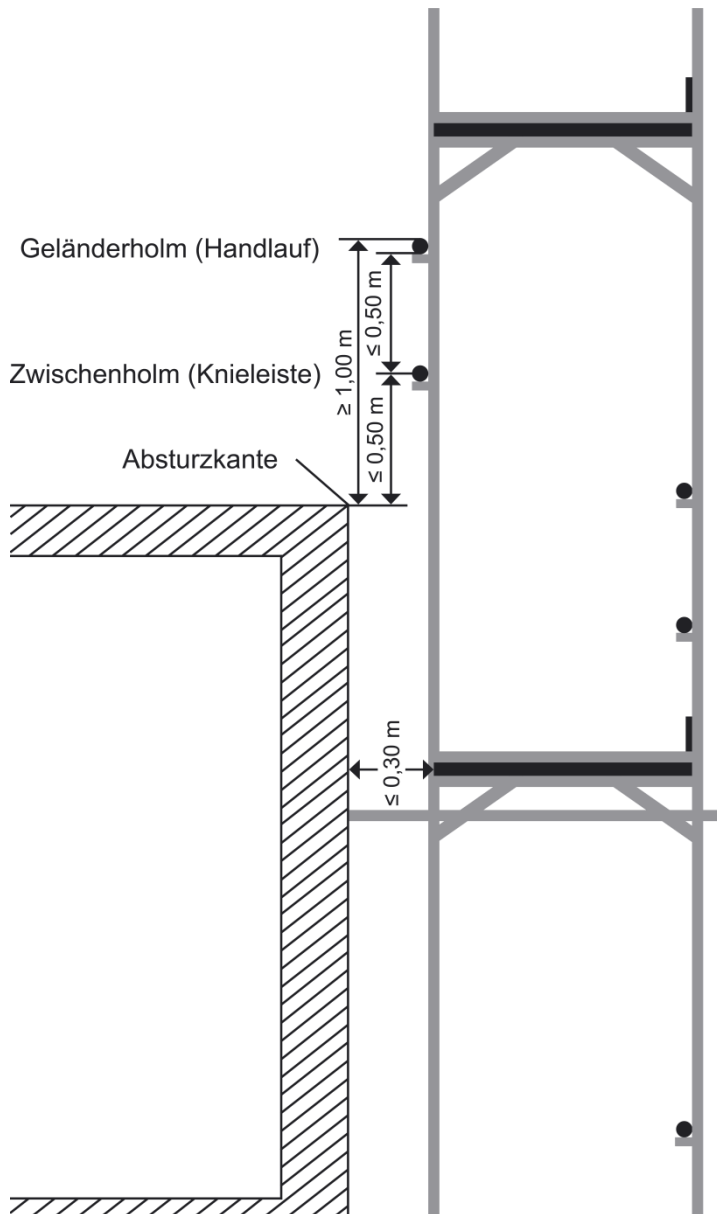 Geländerholm (Handlauf)
≥ 1,00 m
≤ 0,50 m
Zwischenholm (Knieleiste)
≤ 0,50 m
Absturzkante
≤ 0,30 m